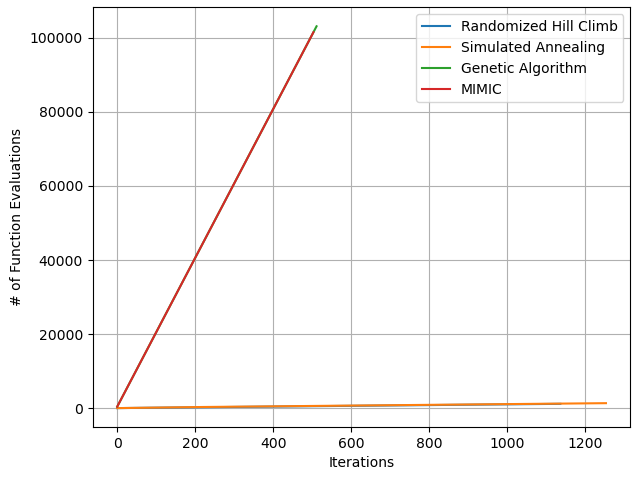 Randomized Hill Climb
Simulated Annealing
Genetic Algorithm
MIMIC
# of Function Evaluations
100000
80000
60000
40000
20000
0
0 200 400 600 800 1000 1200
Iterations